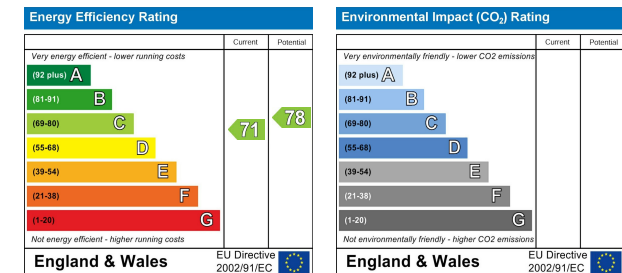 Energy Efficiency Rating
Current Potential
Very energy efficient - lower running costs
(92 plus) A
(81-91) B
(69-80) C
71
78
(55-68) D
(39-54) E
(21-38) F
(1-20) G
Not energy efficient - higher running costs
England & Wales
EU Directive
2002/91/EC
Environmental Impact (CO₂) Rating
Current Potential
Very environmentally friendly - lower CO2 emissions
(92 plus) A
(81-91) B
(69-80) C
(55-68) D
(39-54) E
(21-38) F
(1-20) G
Not environmentally friendly - higher CO2 emissions
England & Wales
EU Directive
2002/91/EC